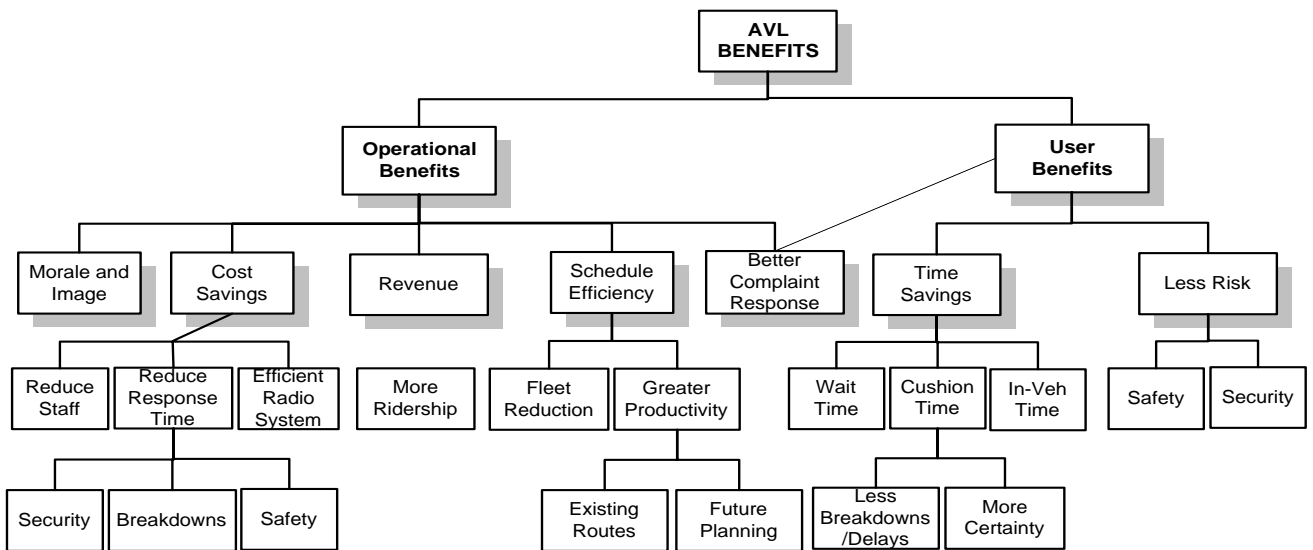 AVL
BENEFITS
Operational
Benefits
User
Benefits
Morale and
Image
Cost
Savings
Revenue
Schedule
Efficiency
Better
Complaint
Response
Time
Savings
Less Risk
Reduce
Staff
Reduce
Response
Time
Efficient
Radio
System
More
Ridership
Fleet
Reduction
Greater
Productivity
Wait
Time
Cushion
Time
In-Veh
Time
Safety
Security
Security
Breakdowns
Safety
Existing
Routes
Future
Planning
Less
Breakdowns
/Delays
More
Certainty